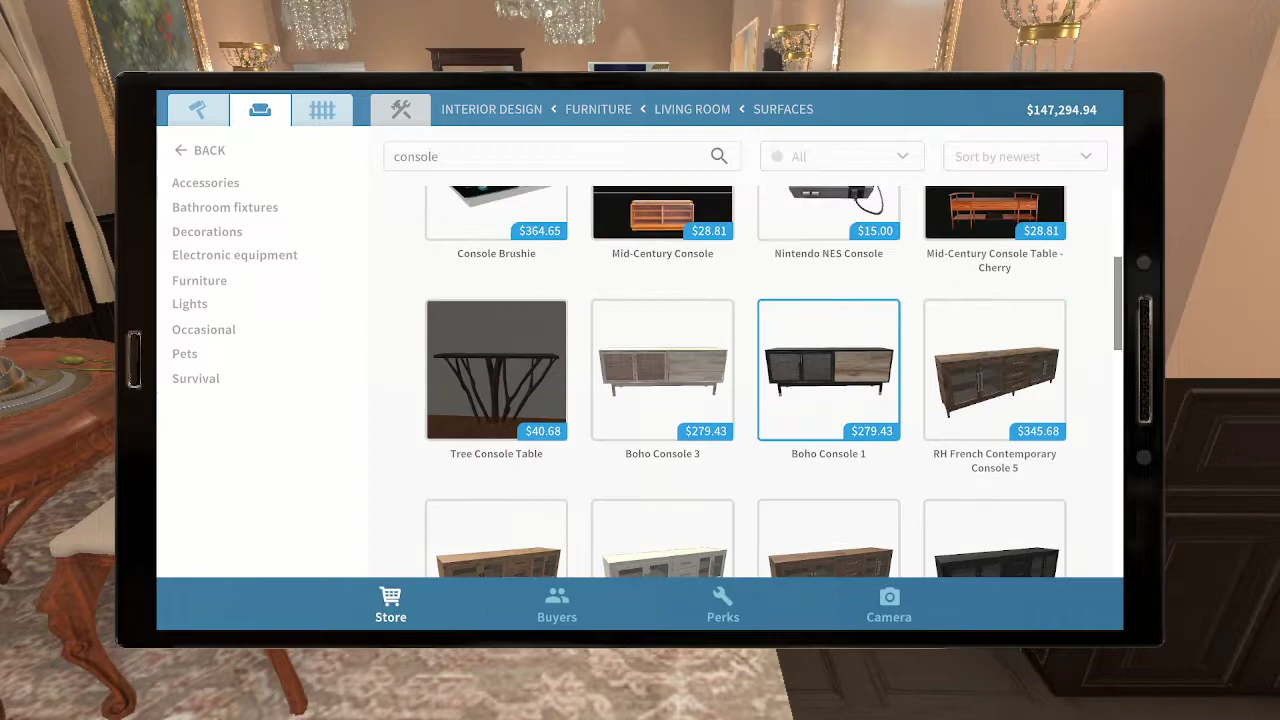 INTERIOR DESIGN < FURNITURE < LIVING ROOM < SURFACES
$147,294.94
BACK
console
All
Sort by newest
Accessories
Bathroom fixtures
Decorations
Electronic equipment
Furniture
Lights
Occasional
Pets
Survival
$364.65
$28.81
$15.00
$28.81
Console Brushie
Mid-Century Console
Nintendo NES Console
Mid-Century Console Table -
Cherry
$40.68
$279.43
$279.43
$345.68
Tree Console Table
Boho Console 3
Boho Console 1
RH French Contemporary
Console 5
Store
Buyers
Perks
Camera